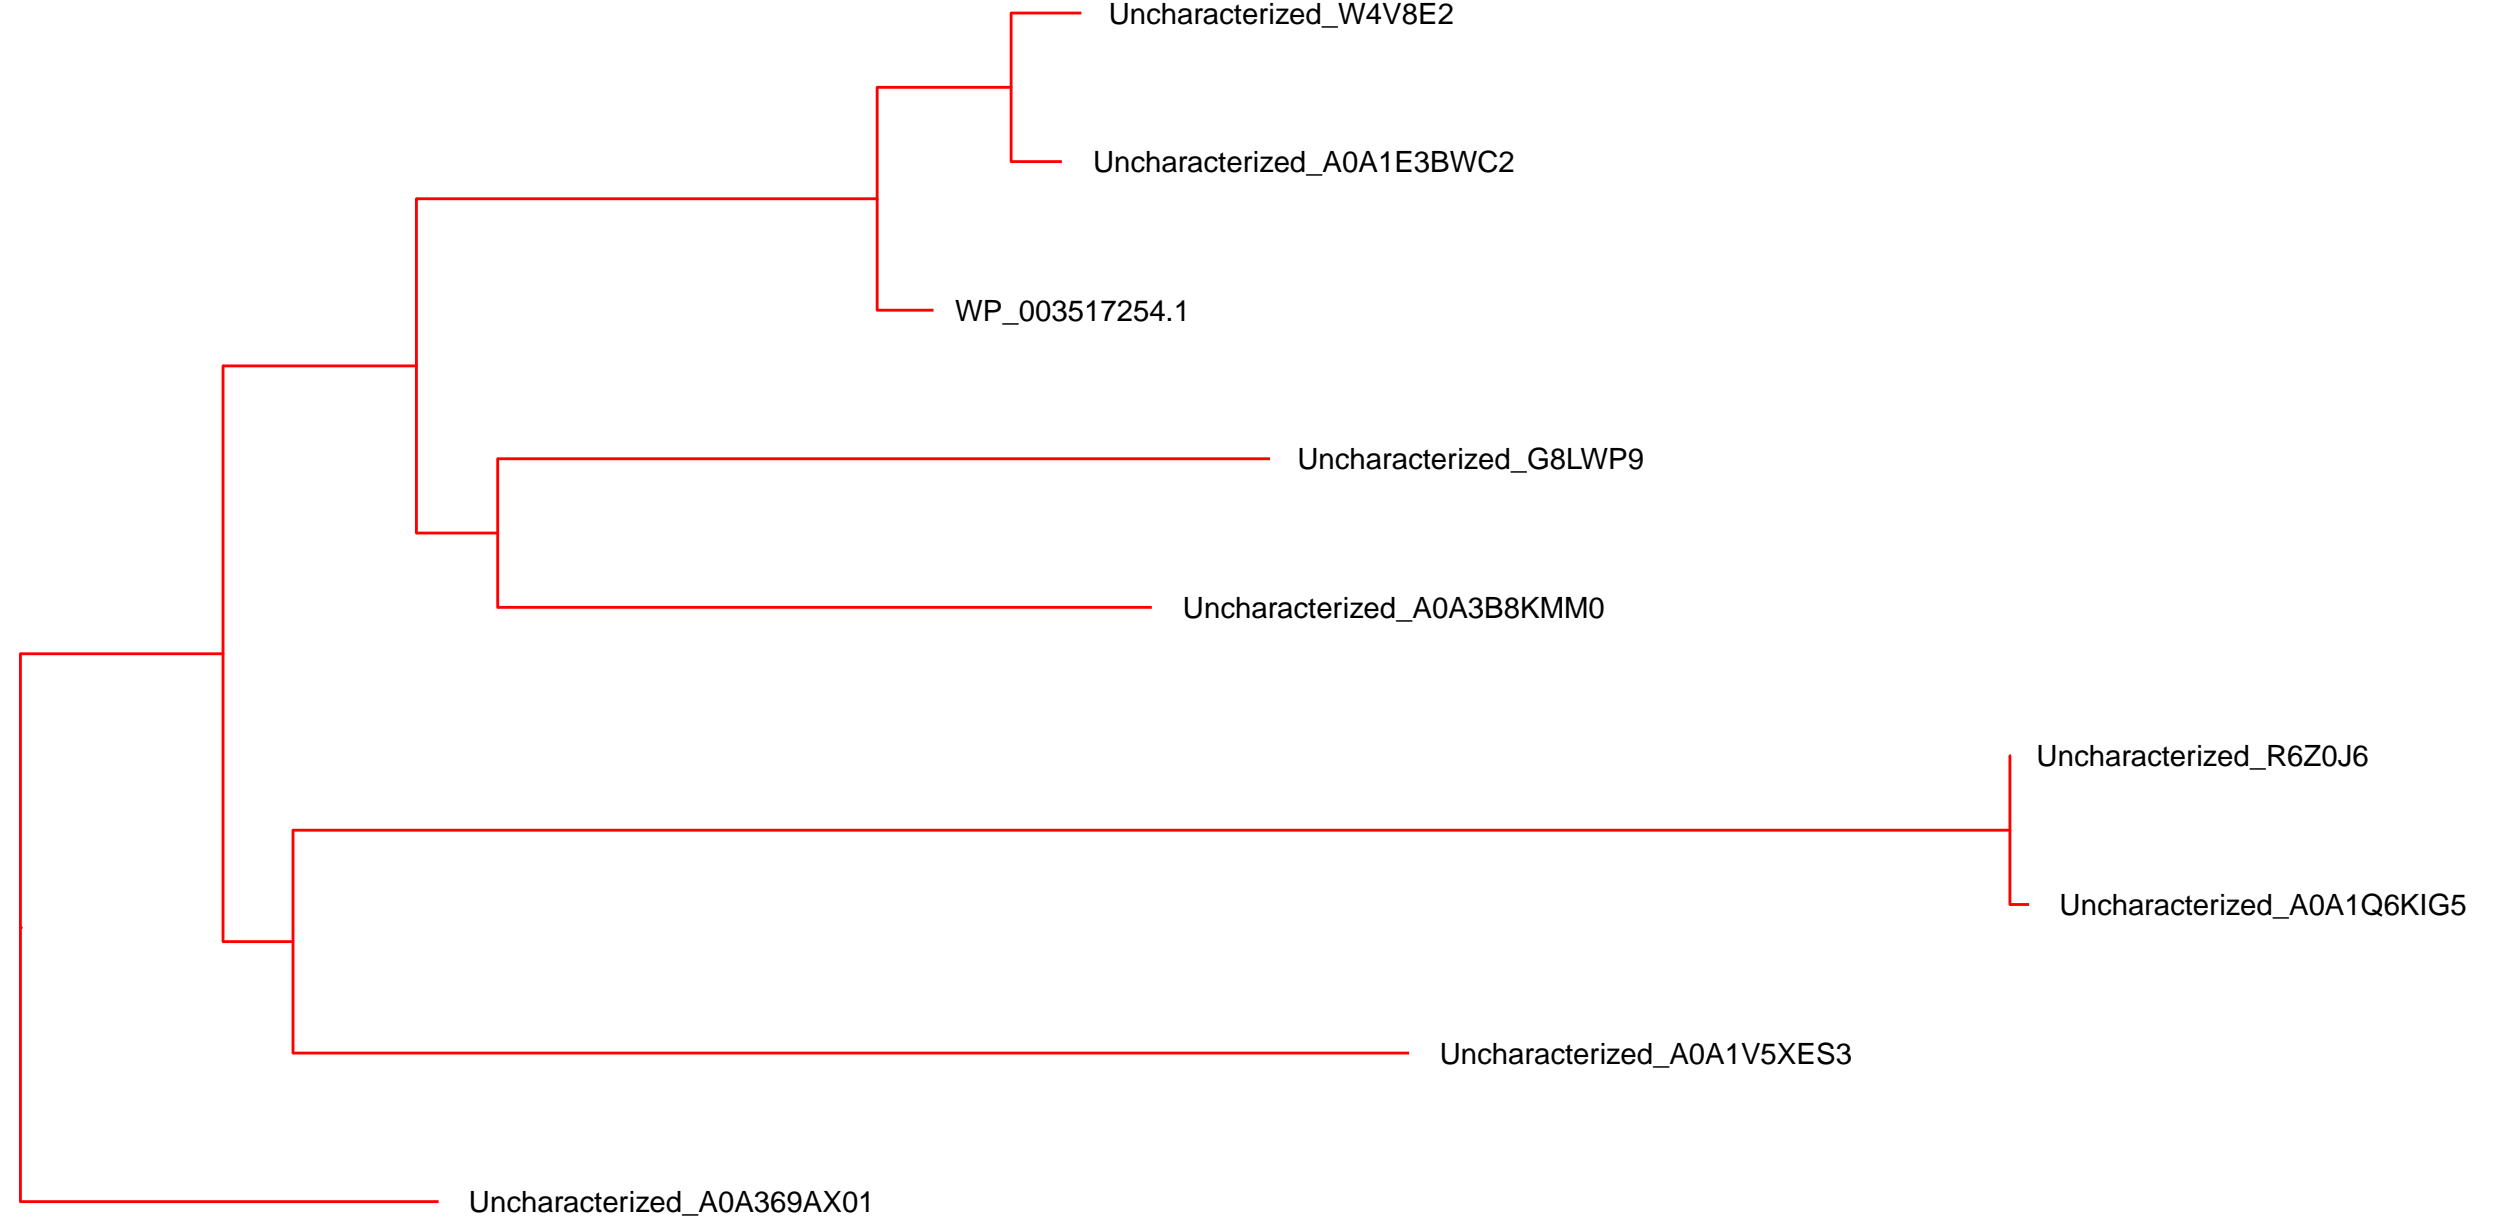 Uncharacterized_W4V8E2
Uncharacterized_A0A1E3BWC2
WP_003517254.1
Uncharacterized_G8LWP9
Uncharacterized_A0A3B8KMM0
Uncharacterized_R6Z0J6
Uncharacterized_A0A1Q6KIG5
Uncharacterized_A0A1V5XES3
Uncharacterized_A0A369AX01